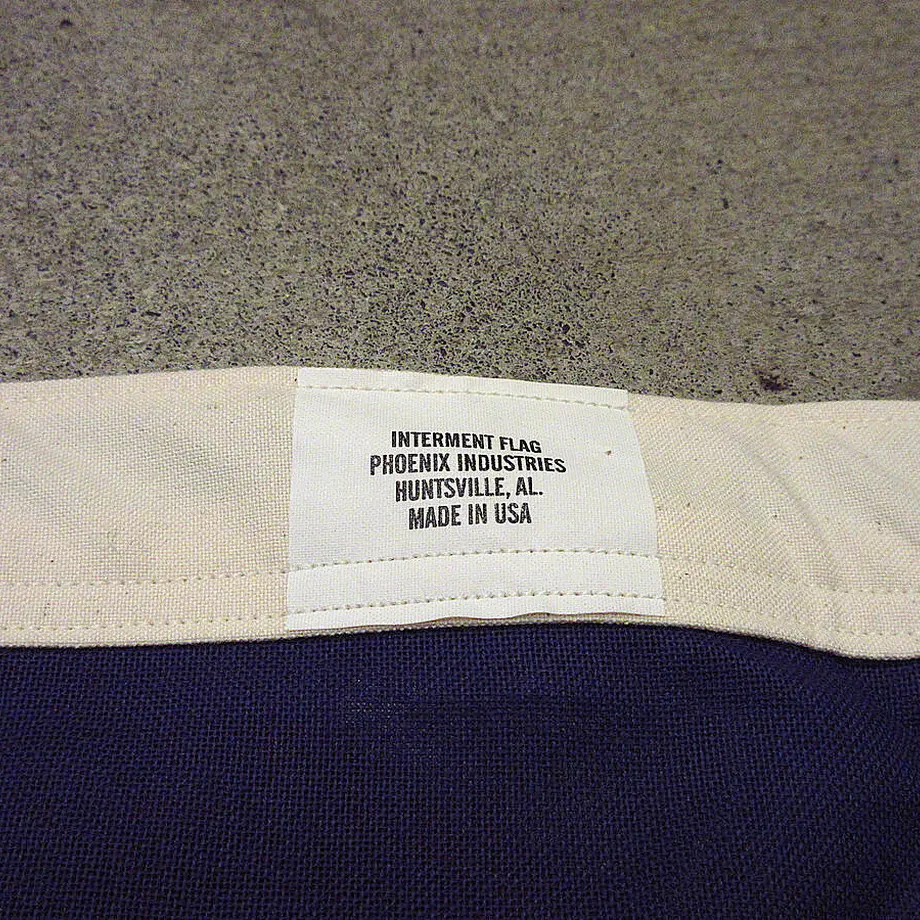 INTERMENT FLAG
PHOENIX INDUSTRIES
HUNTSVILLE, AL.
MADE IN USA